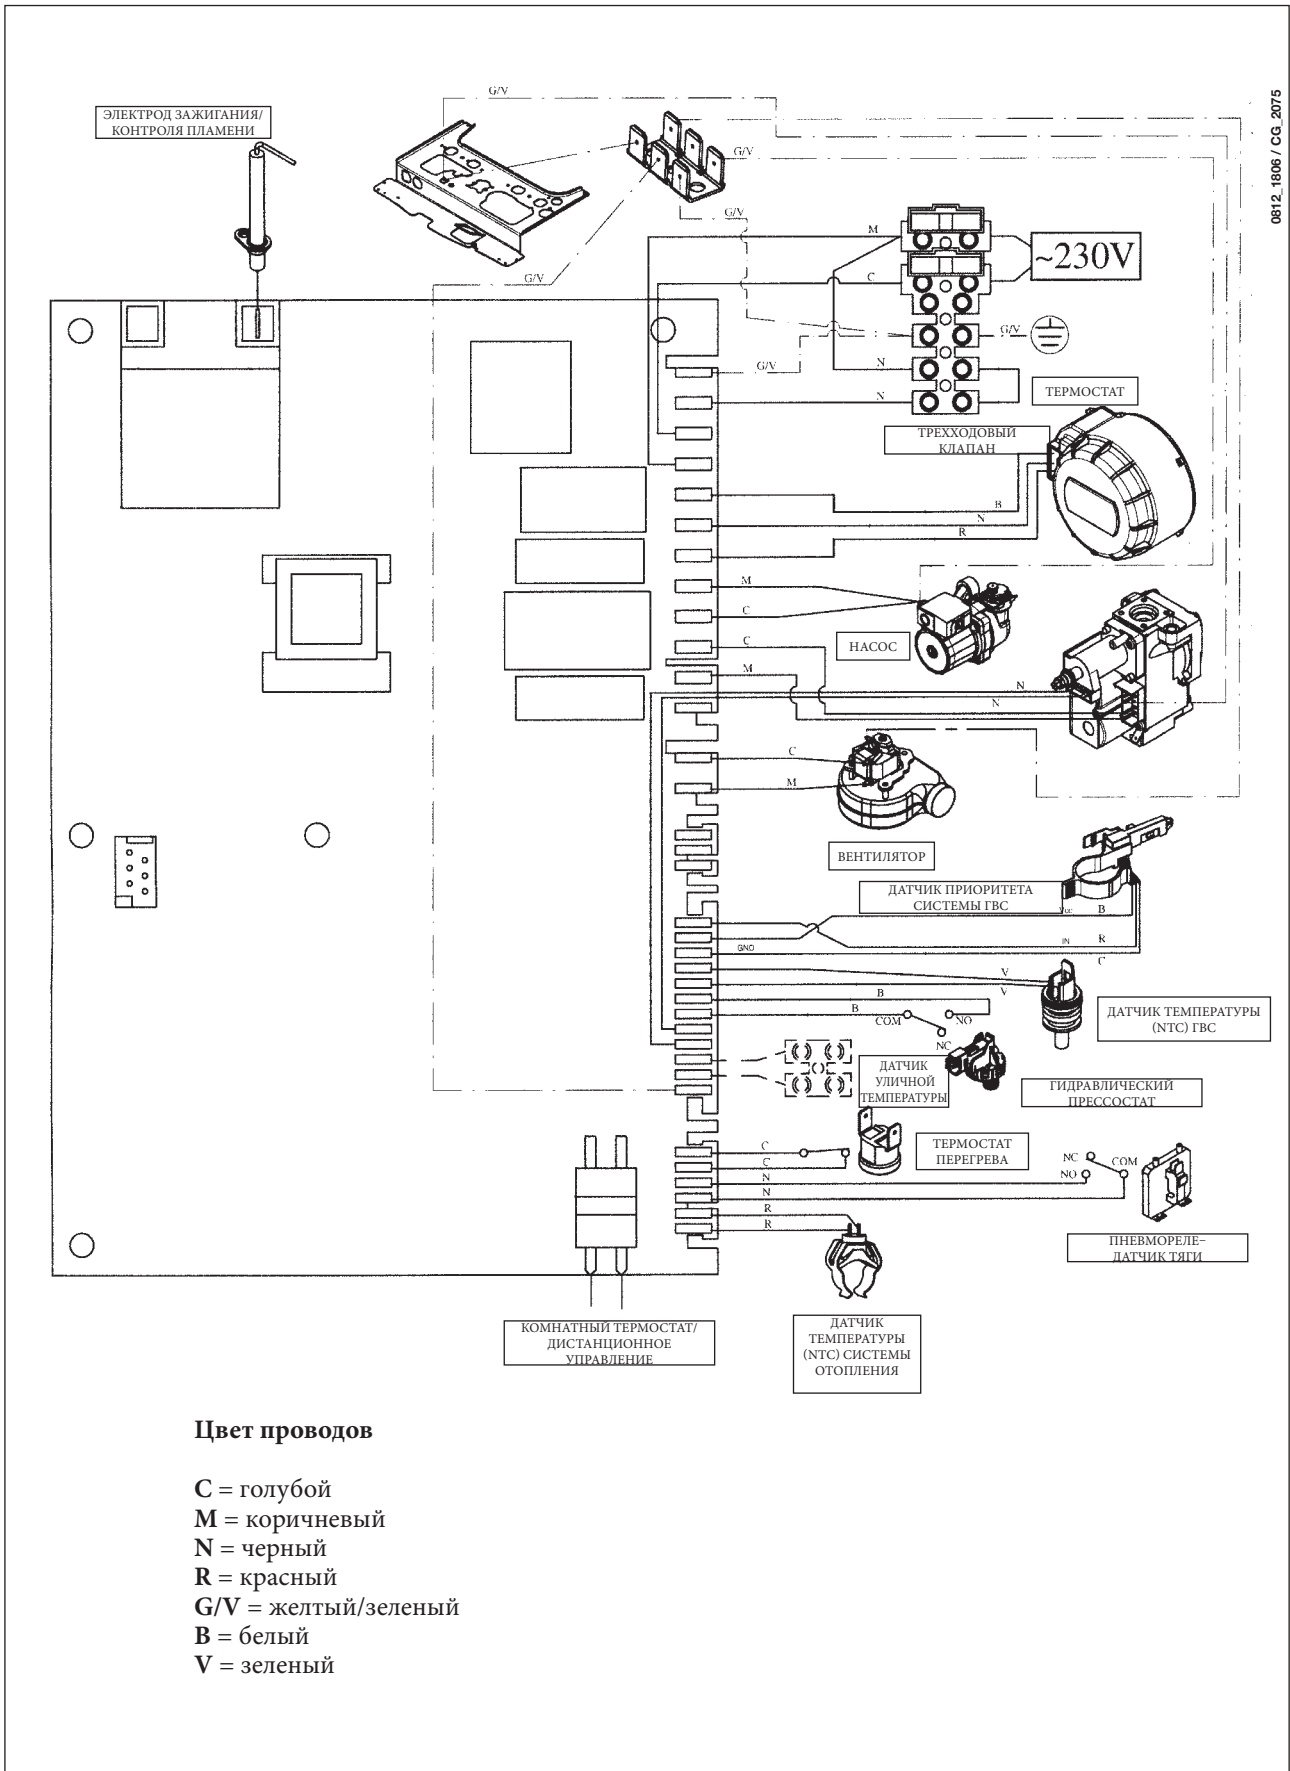 G/V
0812_1806 / CG_2075
ЭЛЕКТРОД ЗАЖИГАНИЯ/
КОНТРОЛЯ ПЛАМЕНИ
G/V
G/V
M
~230V
G/V
C
G/V
G/V
N
ТЕРМОСТАТ
N
ТРЕХХОДОВЫЙ
КЛАПАН
B
N
R
M
C
НАСОС
C
M
N
N
C
M
ВЕНТИЛЯТОР
ДАТЧИК ПРИОРИТЕТА
СИСТЕМЫ ГВС
Vcc
B
IN
R
GND
C
V
V
B
B
COM
NO
NC
ДАТЧИК ТЕМПЕРАТУРЫ
(NTC) ГВС
ДАТЧИК
УЛИЧНОЙ
ТЕМПЕРАТУРЫ
ГИДРАВЛИЧЕСКИЙ
ПРЕССОСТАТ
C
C
N
N
R
R
ТЕРМОСТАТ
ПЕРЕГРЕВА
NC
COM
NO
ПНЕВМОРЕЛЕ–
ДАТЧИК ТЯГИ
КОМНАТНЫЙ ТЕРМОСТАТ/
ДИСТАНЦИОННОЕ
УПРАВЛЕНИЕ
ДАТЧИК
ТЕМПЕРАТУРЫ
(NTC) СИСТЕМЫ
ОТОПЛЕНИЯ
Цвет проводов
C = голубой
M = коричневый
N = черный
R = красный
G/V = желтый/зеленый
B = белый
V = зеленый